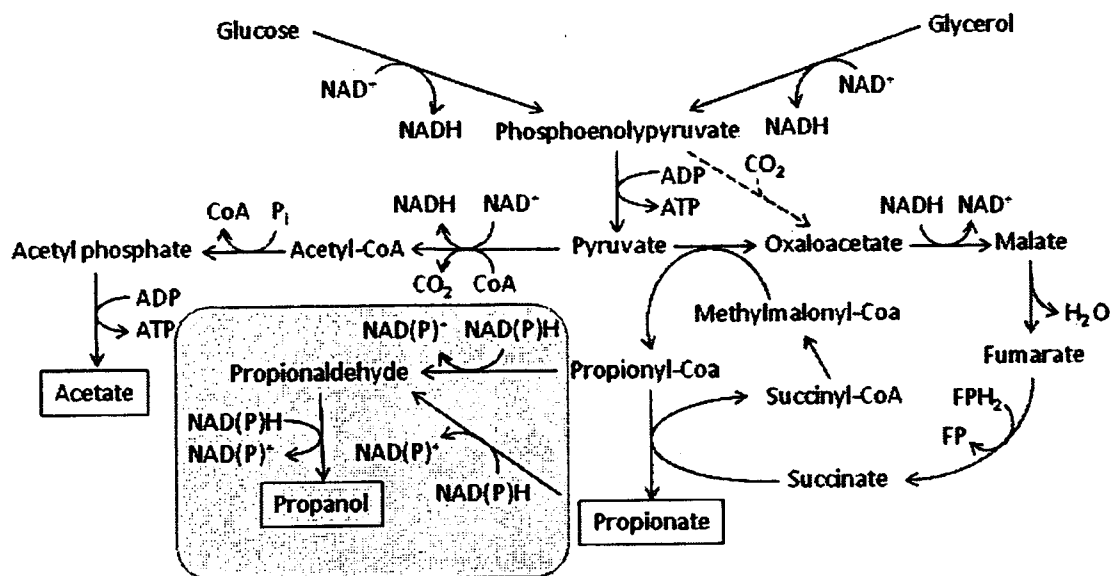 Glucose
Glycerol
NAD⁺
NAD⁺
NADH
Phosphoenolypyruvate
NADH
CO₂
ADP
ATP
CoA
Pᵢ
NADH
NAD⁺
NADH
NAD⁺
Acetyl phosphate
Acetyl-CoA
Pyruvate
Oxaloacetate
Malate
CO₂
CoA
ADP
ATP
H₂O
Methylmalonyl-Coa
NAD(P)⁺
NAD(P)H
Fumarate
Propionaldehyde
Propionyl-Coa
Acetate
Succinyl-CoA
FPH₂
FP
NAD(P)H
NAD(P)⁺
NAD(P)⁺
NAD(P)H
Succinate
Propanol
Propionate